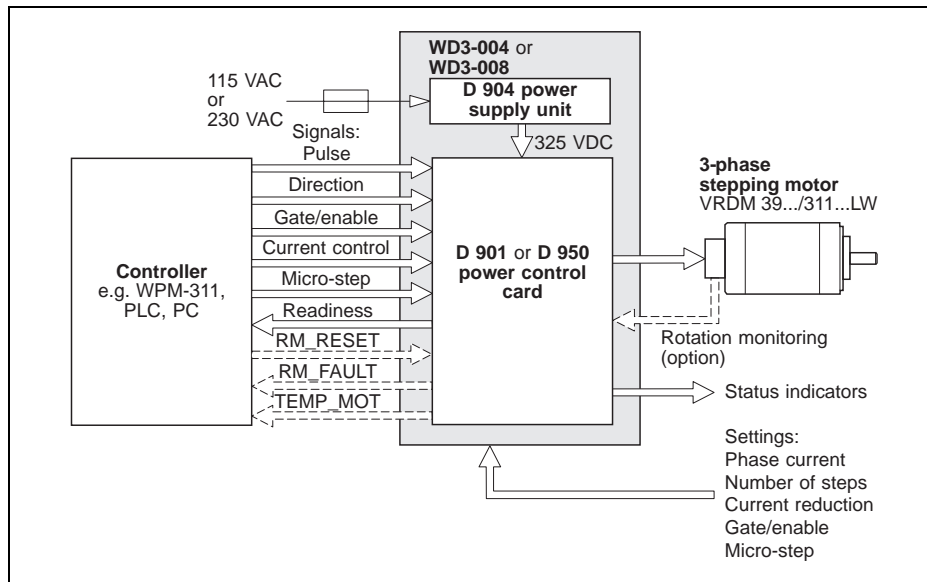 WD3-004 or
WD3-008
D 904 power
supply unit
115 VAC
or
230 VAC
325 VDC
Signals:
Pulse
Direction
Gate/enable
Current control
Micro-step
Readiness
RM_RESET
RM_FAULT
TEMP_MOT
Controller
e.g. WPM-311,
PLC, PC
D 901 or D 950
power control
card
3-phase
stepping motor
VRDM 39.../311...LW
Rotation monitoring
(option)
Status indicators
Settings:
Phase current
Number of steps
Current reduction
Gate/enable
Micro-step